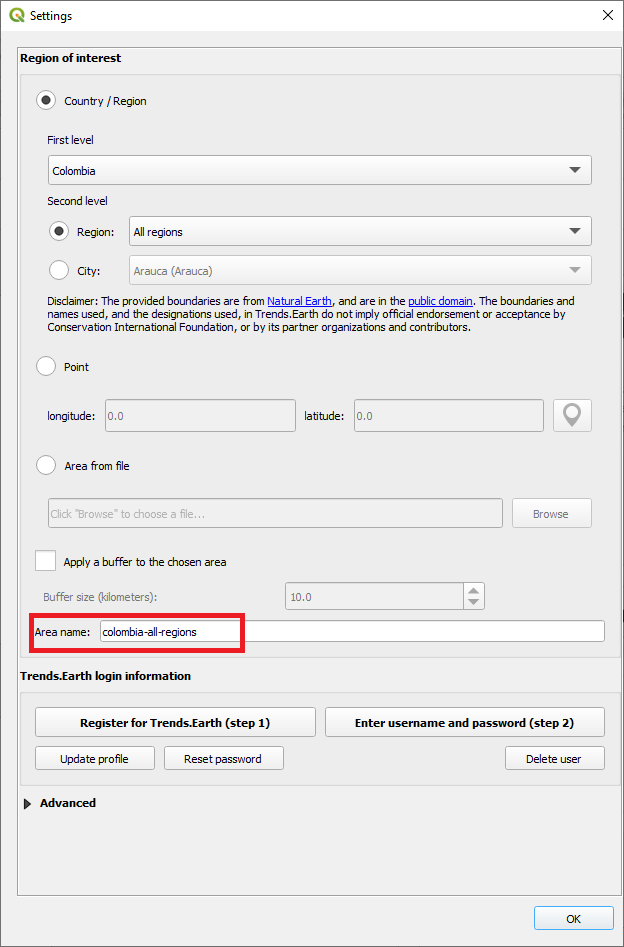 Settings
Region of interest
Country / Region
First level
Colombia
Second level
Region: All regions
City: Arauca (Arauca)
Disclaimer: The provided boundaries are from Natural Earth, and are in the public domain. The boundaries and
names used, and the designations used, in Trends.Earth do not imply official endorsement or acceptance by
Conservation International Foundation, or by its partner organizations and contributors.
Point
longitude: 0.0 latitude: 0.0
Area from file
Click "Browse" to choose a file... Browse
Apply a buffer to the chosen area
Buffer size (kilometers): 10.0
Area name: colombia-all-regions
Trends.Earth login information
Register for Trends.Earth (step 1) Enter username and password (step 2)
Update profile Reset password Delete user
Advanced
OK